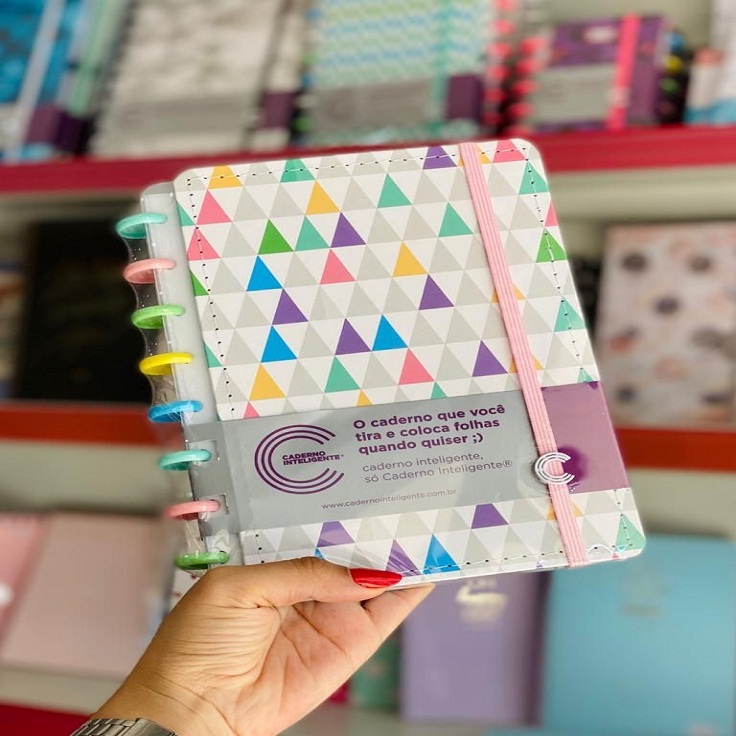 CADERNO
INTELIGENTE®
O caderno que você
tira e coloca folhas
quando quiser ;)
caderno inteligente,
só Caderno Inteligente®
www.cadernointeligente.com.br